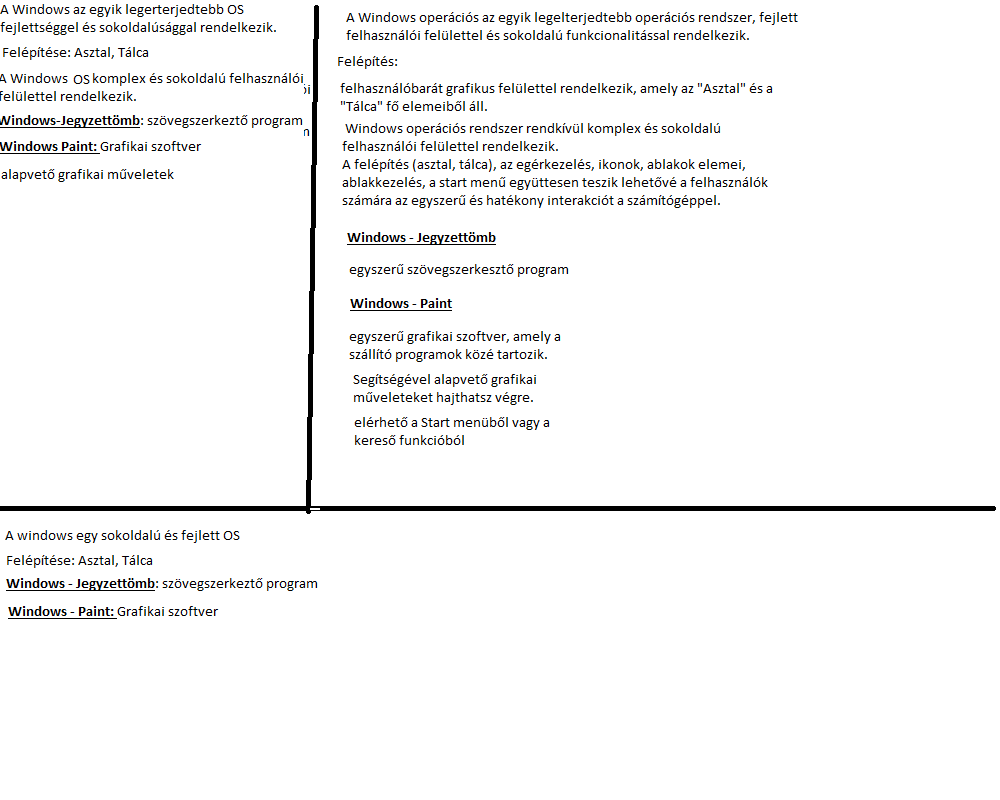 A Windows az egyik legerterjedtebb OS
fejlettséggel és sokoldalúsággal rendelkezik.
Felépítése: Asztal, Tálca
A Windows OS komplex és sokoldalú felhasználói
felülettel rendelkezik.
Windows-Jegyzettömb: szövegszerkeztő program
Windows Paint: Grafikai szoftver
alapvető grafikai műveletek
A Windows operációs az egyik legelterjedtebb operációs rendszer, fejlett
felhasználói felülettel és sokoldalú funkcionalitással rendelkezik.
Felépítés:
felhasználóbarát grafikus felülettel rendelkezik, amely az "Asztal" és a
"Tálca" fő elemeiből áll.
Windows operációs rendszer rendkívül komplex és sokoldalú
felhasználói felülettel rendelkezik.
A felépítés (asztal, tálca), az egérkezelés, ikonok, ablakok elemei,
ablakkezelés, a start menű együttesen teszik lehetővé a felhasználók
számára az egyszerű és hatékony interakciót a számítógéppel.
Windows - Jegyzettömb
egyszerű szövegszerkesztő program
Windows - Paint
egyszerű grafikai szoftver, amely a
szállító programok közé tartozik.
Segítségével alapvető grafikai
műveleteket hajthatsz végre.
elérhető a Start menüből vagy a
kereső funkcióból
A windows egy sokoldalú és fejlett OS
Felépítése: Asztal, Tálca
Windows - Jegyzettömb: szövegszerkeztő program
Windows - Paint: Grafikai szoftver